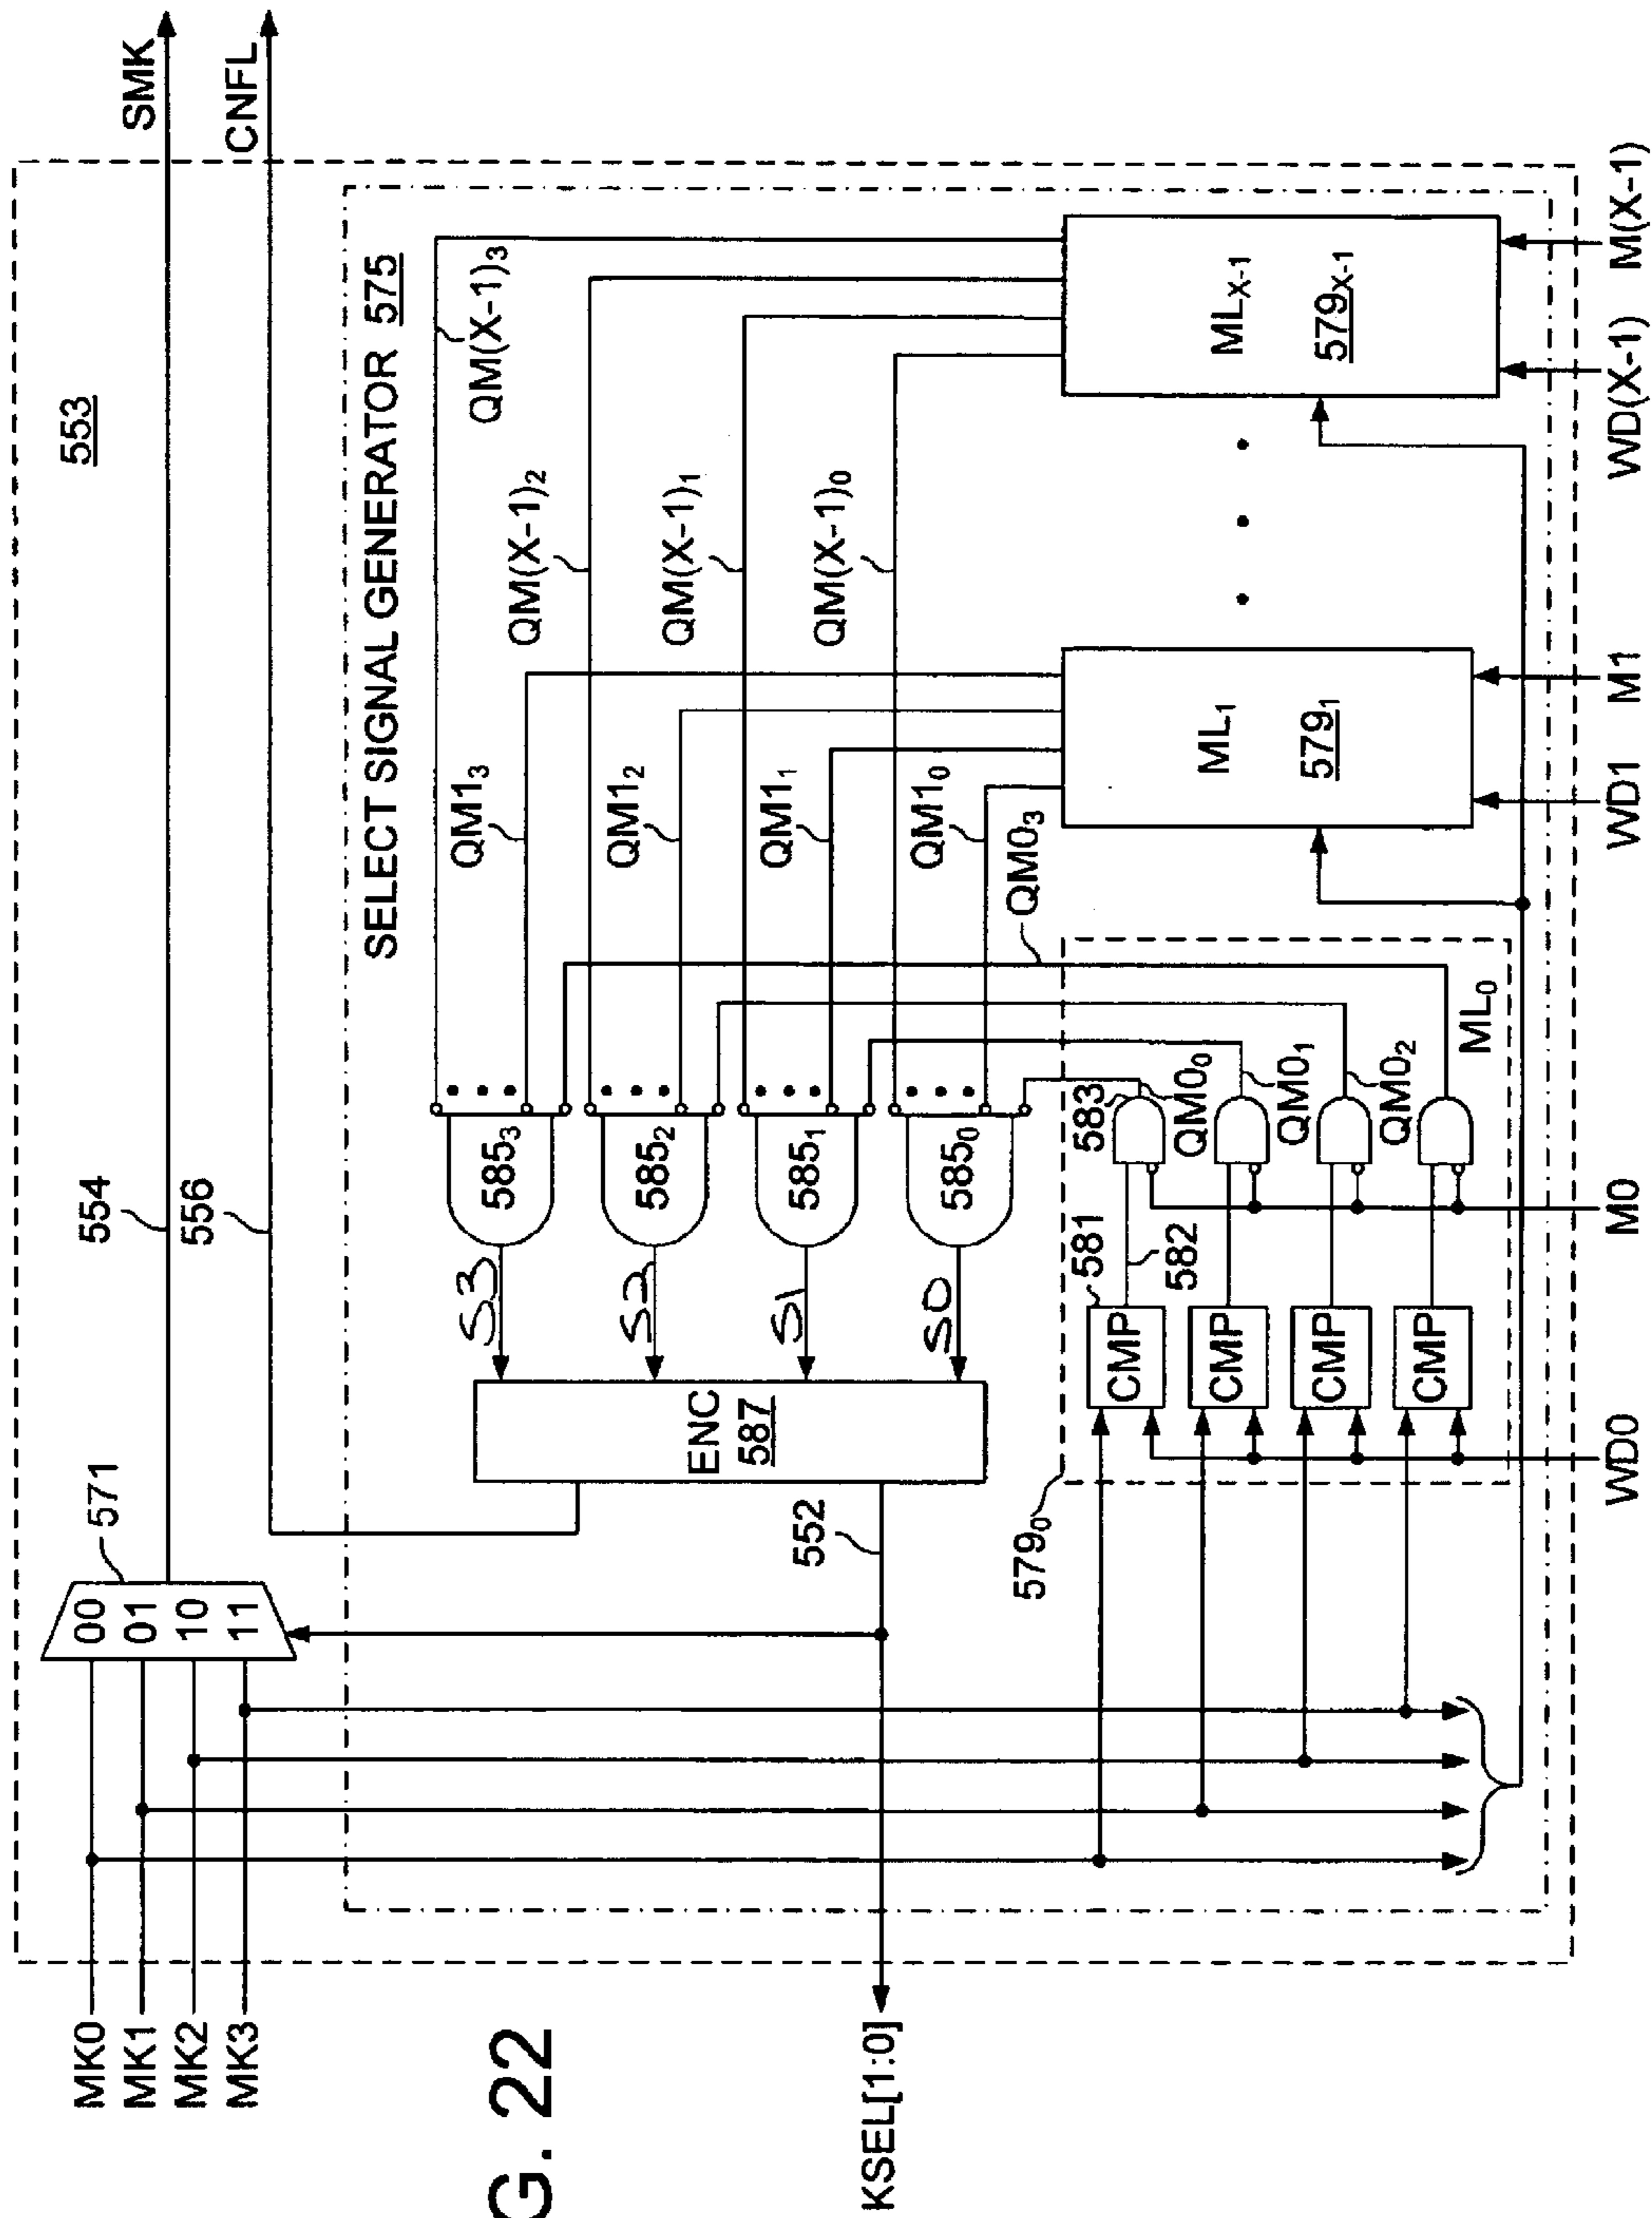 553
SMK
CNFL
554
556
571
00
01
10
11
MK0
MK1
MK2
MK3
SELECT SIGNAL GENERATOR 575
QM(X-1)3
QM(X-1)2
QM(X-1)1
QM(X-1)0
QM13
QM12
QM11
QM10
QM03
5853
5852
5851
5850
S3
S2
S1
S0
ENC
587
552
KSEL[1:0]
5790
581
582
583
CMP
CMP
CMP
CMP
QM00
QM01
QM02
ML0
ML1
5791
MLX-1
579X-1
WD0
M0
WD1
M1
WD(X-1)
M(X-1)
G. 22